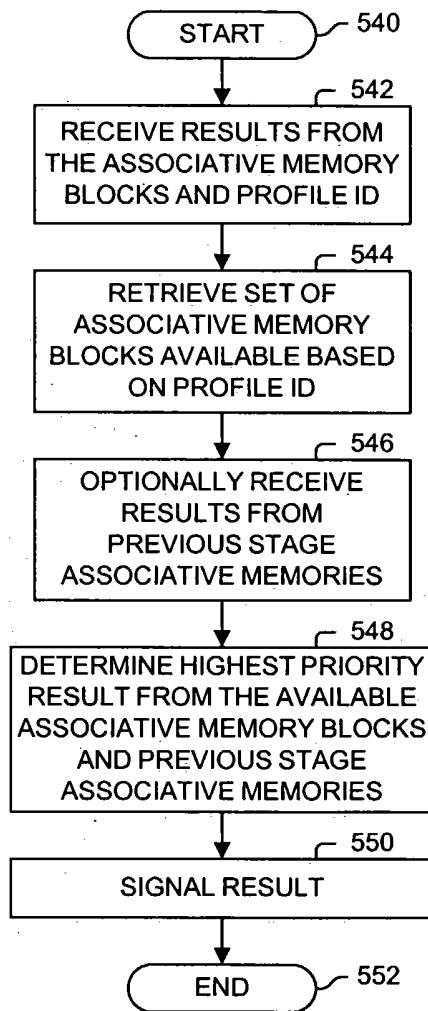 START
540
542
RECEIVE RESULTS FROM
THE ASSOCIATIVE MEMORY
BLOCKS AND PROFILE ID
544
RETRIEVE SET OF
ASSOCIATIVE MEMORY
BLOCKS AVAILABLE BASED
ON PROFILE ID
546
OPTIONALLY RECEIVE
RESULTS FROM
PREVIOUS STAGE
ASSOCIATIVE MEMORIES
548
DETERMINE HIGHEST PRIORITY
RESULT FROM THE AVAILABLE
ASSOCIATIVE MEMORY BLOCKS
AND PREVIOUS STAGE
ASSOCIATIVE MEMORIES
550
SIGNAL RESULT
END
552